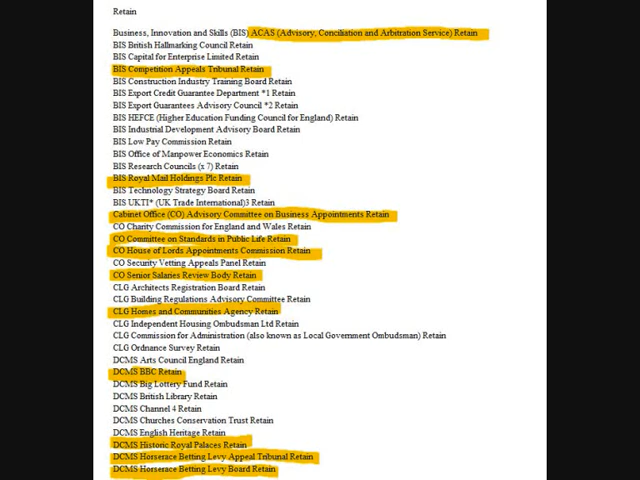 Retain
Business, Innovation and Skills (BIS) ACAS (Advisory, Conciliation and Arbitration Service) Retain
BIS British Hallmarking Council Retain
BIS Capital for Enterprise Limited Retain
BIS Competition Appeals Tribunal Retain
BIS Construction Industry Training Board Retain
BIS Export Credit Guarantee Department *1 Retain
BIS Export Guarantees Advisory Council *2 Retain
BIS HEFCE (Higher Education Funding Council for England) Retain
BIS Industrial Development Advisory Board Retain
BIS Low Pay Commission Retain
BIS Office of Manpower Economics Retain
BIS Research Councils (x 7) Retain
BIS Royal Mail Holdings Plc Retain
BIS Technology Strategy Board Retain
BIS UKTI* (UK Trade International)3 Retain
Cabinet Office (CO) Advisory Committee on Business Appointments Retain
CO Charity Commission for England and Wales Retain
CO Committee on Standards in Public Life Retain
CO House of Lords Appointments Commission Retain
CO Security Vetting Appeals Panel Retain
CO Senior Salaries Review Body Retain
CLG Architects Registration Board Retain
CLG Building Regulations Advisory Committee Retain
CLG Homes and Communities Agency Retain
CLG Independent Housing Ombudsman Ltd Retain
CLG Commission for Administration (also known as Local Government Ombudsman) Retain
CLG Ordnance Survey Retain
DCMS Arts Council England Retain
DCMS BBC Retain
DCMS Big Lottery Fund Retain
DCMS British Library Retain
DCMS Channel 4 Retain
DCMS Churches Conservation Trust Retain
DCMS English Heritage Retain
DCMS Historic Royal Palaces Retain
DCMS Horserace Betting Levy Appeal Tribunal Retain
DCMS Horserace Betting Levy Board Retain